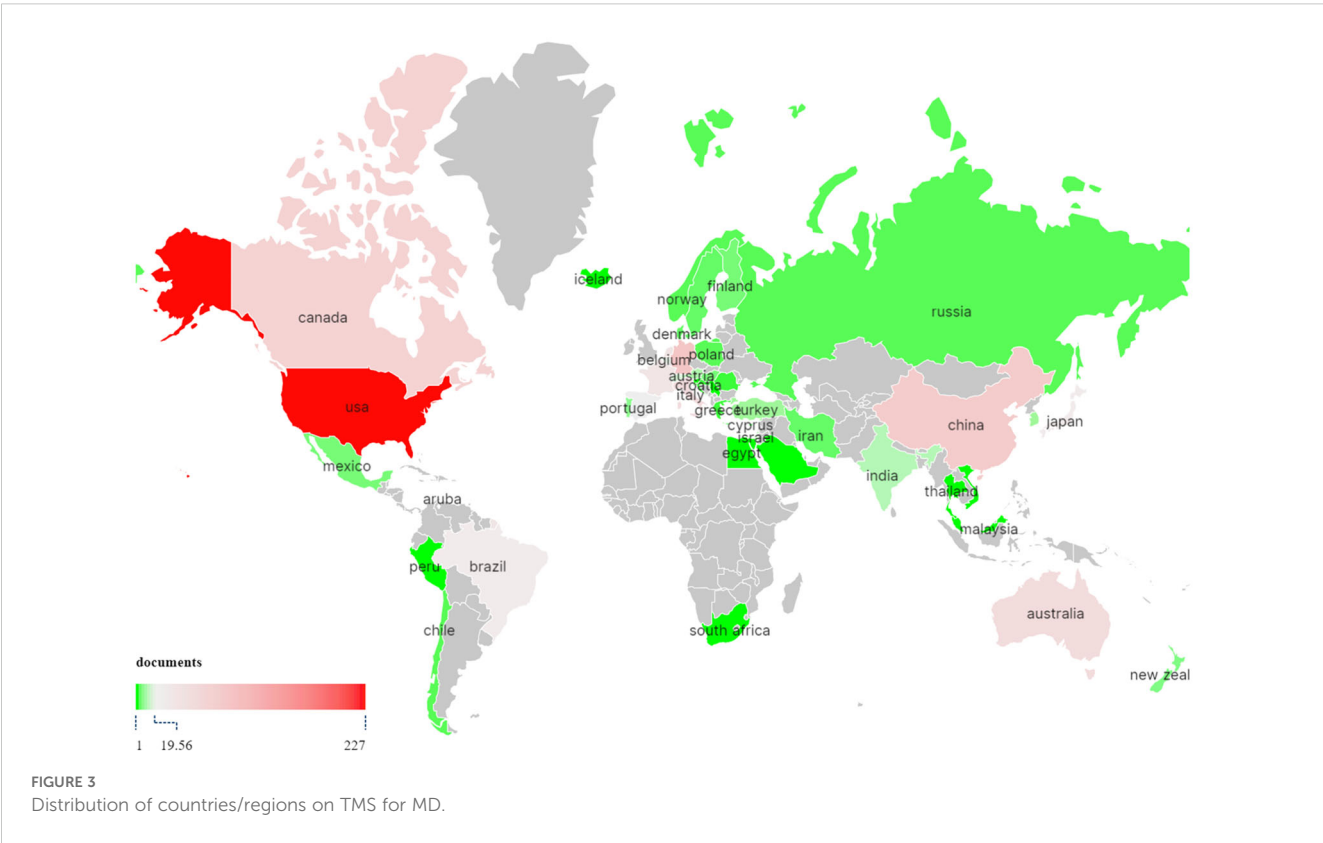 iceland
finland
norway
russia
canada
denmark
poland
belgium
austria
croatia
italy
usa
portugal
greece
turkey
japan
china
cyprus
israel
iran
egypt
mexico
india
aruba
thailand
malaysia
peru
brazil
australia
chile
south africa
new zeal
documents
1 19.56 227
FIGURE 3
Distribution of countries/regions on TMS for MD.